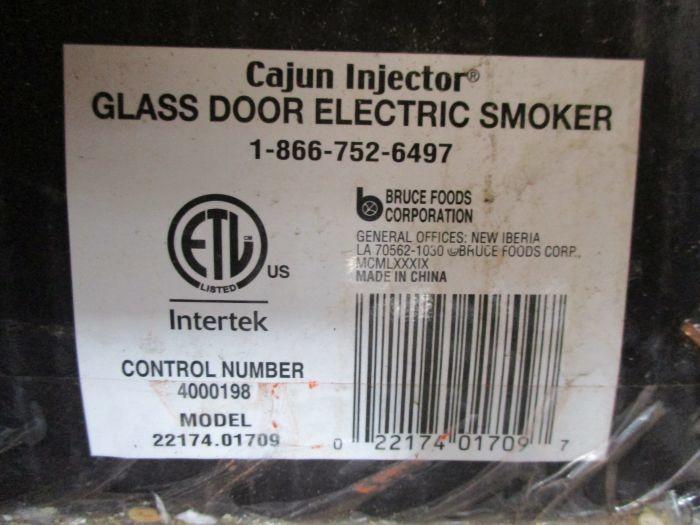 Cajun Injector®
GLASS DOOR ELECTRIC SMOKER
1-866-752-6497
ETL CM
LISTED
US
Intertek
CONTROL NUMBER
4000198
MODEL
22174.01709
b BRUCE FOODS
CORPORATION
GENERAL OFFICES: NEW IBERIA
LA 70562-1030 ©BRUCE FOODS CORP.,
MCMLXXXIX
MADE IN CHINA
0 22174 01709 7